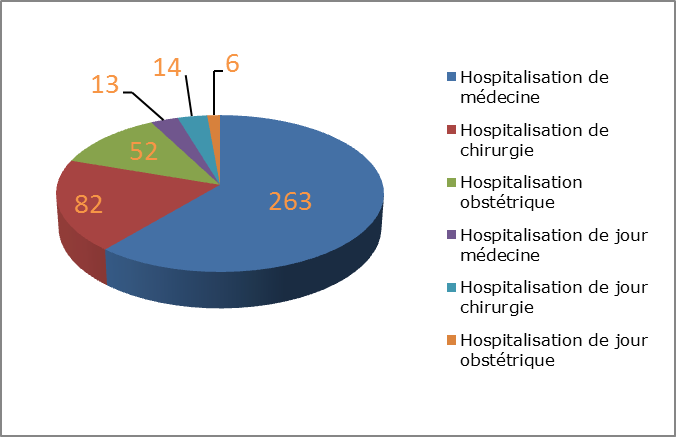 13
14
6
52
82
263
Hospitalisation de
médecine
Hospitalisation de
chirurgie
Hospitalisation
obstétrique
Hospitalisation de jour
médecine
Hospitalisation de jour
chirurgie
Hospitalisation de jour
obstétrique